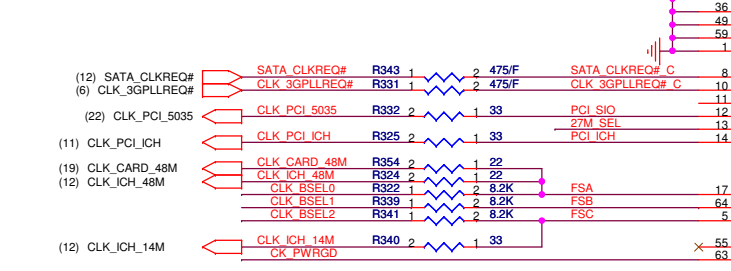 36
49
59
1
(12) SATA_CLKREQ# SATA_CLKREQ# R343 1 2 475/F SATA_CLKREQ#_C 8
(6) CLK_3GPLLREQ# CLK_3GPLLREQ# R331 1 2 475/F CLK_3GPLLREQ#_C 10
11
(22) CLK_PCI_5035 CLK_PCI_5035 R332 2 1 33 PCI_SIO 12
27M_SEL 13
(11) CLK_PCI_ICH CLK_PCI_ICH R325 2 1 33 PCI_ICH 14
(19) CLK_CARD_48M CLK_CARD_48M R354 2 1 22
(12) CLK_ICH_48M CLK_ICH_48M R324 2 1 22
CLK_BSEL0 R322 1 2 8.2K FSA 17
CLK_BSEL1 R339 1 2 8.2K FSB 64
CLK_BSEL2 R341 1 2 8.2K FSC 5
(12) CLK_ICH_14M CLK_ICH_14M R340 2 1 33 55
CK_PWRGD 63